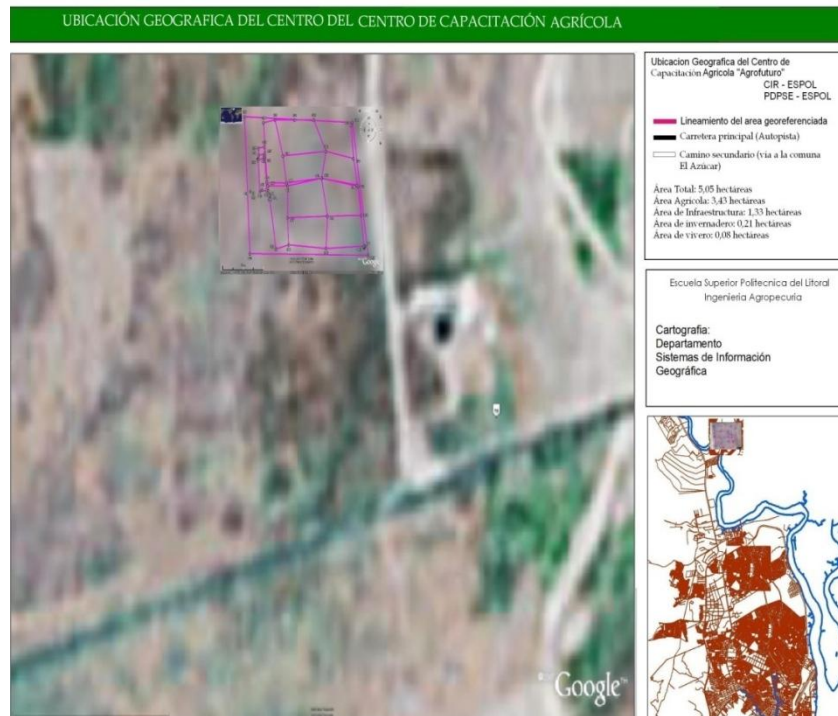 UBICACIÓN GEOGRAFICA DEL CENTRO DEL CENTRO DE CAPACITACIÓN AGRÍCOLA
Ubicacion Geografica del Centro de
Capacitación Agrícola "Agrofuturo"
CIR - ESPOL
PDPSE - ESPOL
Lineamiento del area georeferenciada
Carretera principal (Autopista)
Camino secundario (via a la comuna
El Azúcar)
Área Total: 5,05 hectáreas
Área Agrícola: 3,43 hectáreas
Área de Infraestructura: 1,33 hectáreas
Área de invernadero: 0,21 hectáreas
Área de vivero: 0,08 hectáreas
Escuela Superior Politecnica del Litoral
Ingeniería Agropecuria
Cartografia:
Departamento
Sistemas de Información
Geográfica
Googl
Google